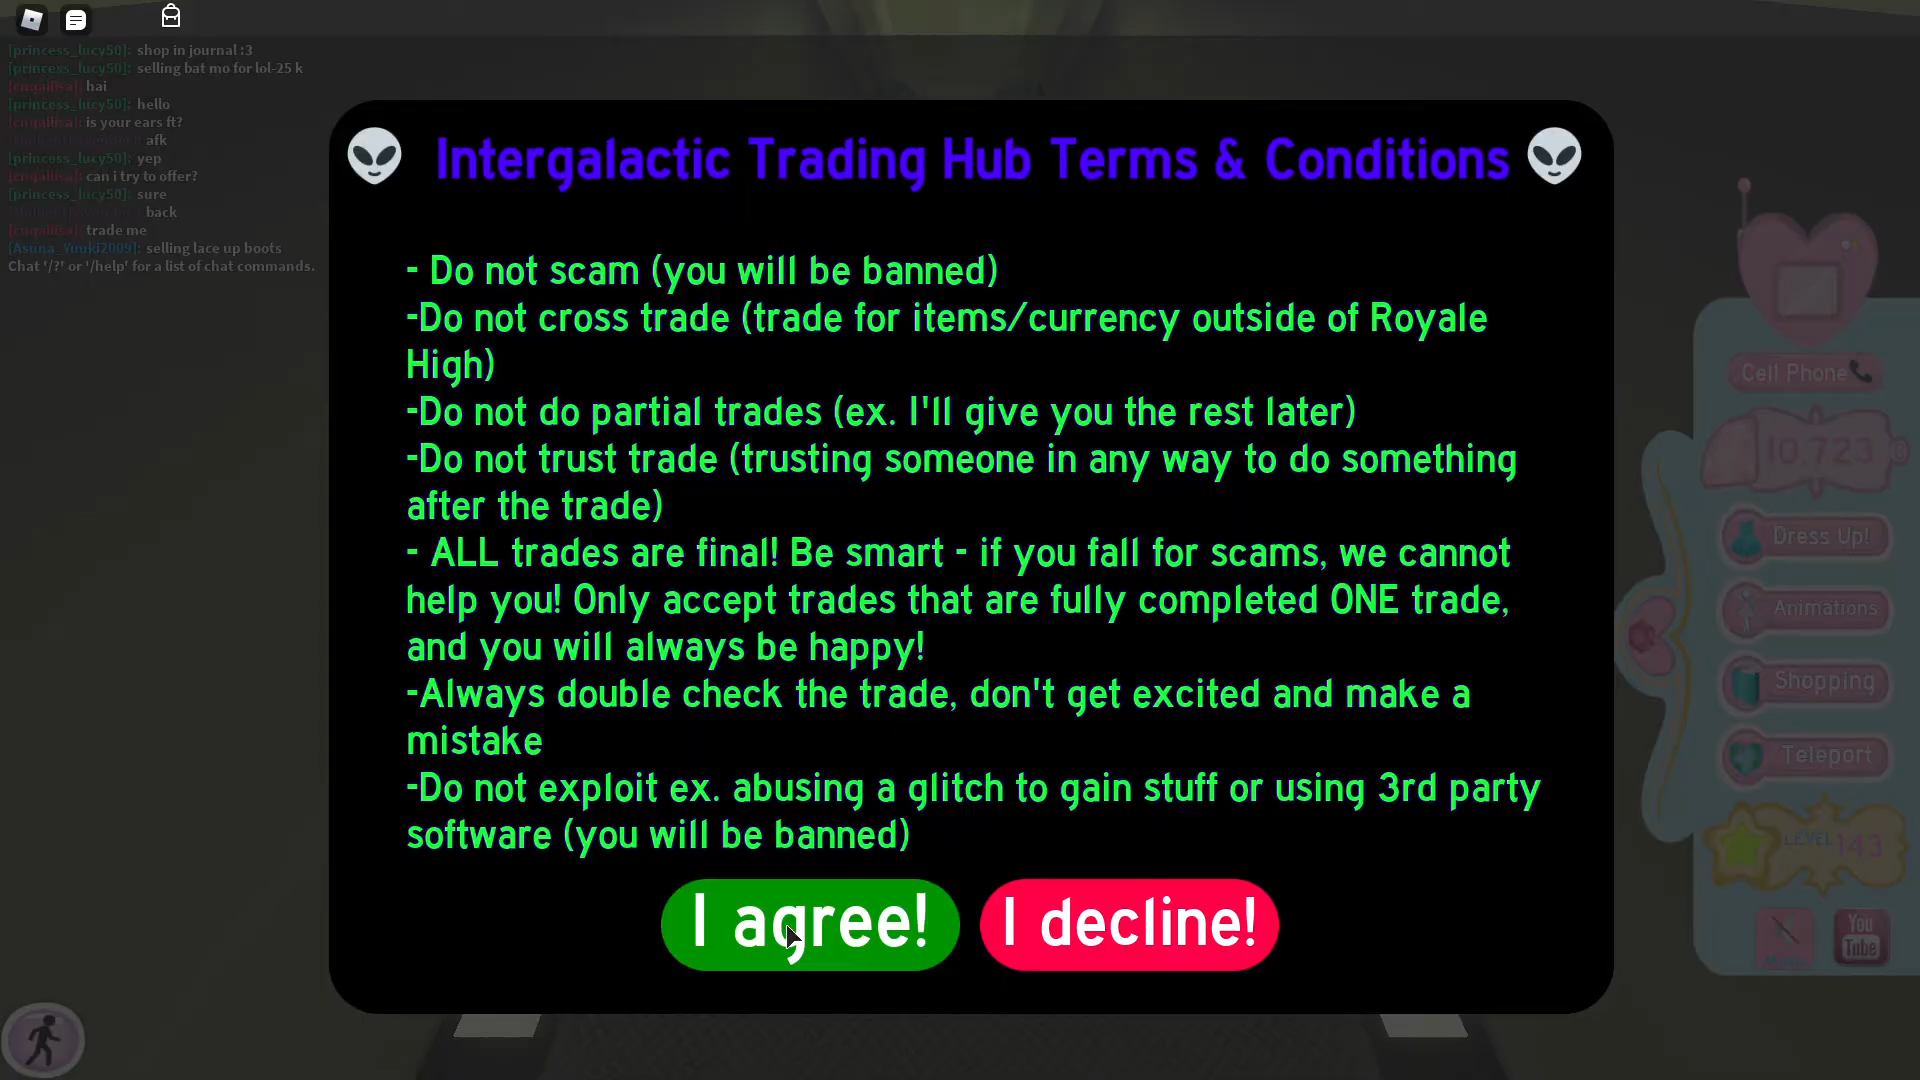 [princess_lucy50]: shop in journal :3
[princess_lucy50]: selling bat mo for lol-25 k
hai
[princess_lucy50]: hello
is your ears ft?
afk
[princess_lucy50]: yep
can i try to offer?
[princess_lucy50]: sure
back
trade me
[Asuna_Yuuki2009]: selling lace up boots
Chat '/?' or '/help' for a list of chat commands.
Intergalactic Trading Hub Terms & Conditions
- Do not scam (you will be banned)
-Do not cross trade (trade for items/currency outside of Royale
High)
-Do not do partial trades (ex. I'll give you the rest later)
-Do not trust trade (trusting someone in any way to do something
after the trade)
- ALL trades are final! Be smart - if you fall for scams, we cannot
help you! Only accept trades that are fully completed ONE trade,
and you will always be happy!
-Always double check the trade, don't get excited and make a
mistake
-Do not exploit ex. abusing a glitch to gain stuff or using 3rd party
software (you will be banned)
I agree!
I decline!
Cell Phone
10,723
Dress Up!
Animations
Shopping
Teleport
LEVEL 143
You
Tube